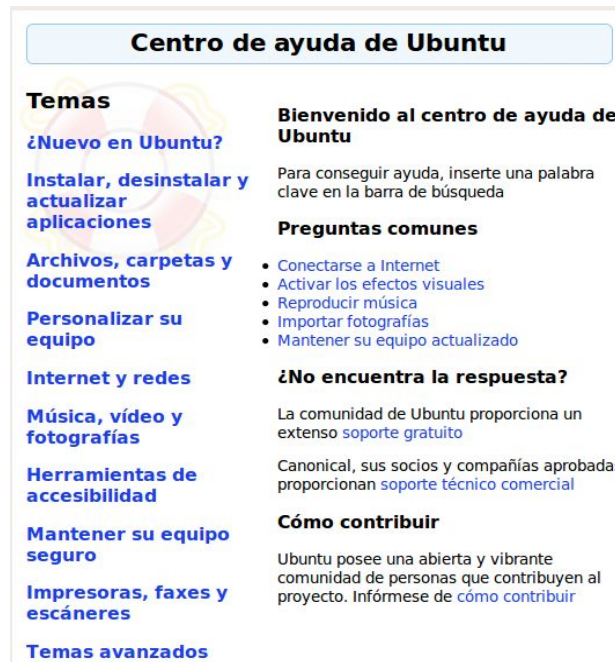 Centro de ayuda de Ubuntu
Temas
¿Nuevo en Ubuntu?
Instalar, desinstalar y
actualizar
aplicaciones
Archivos, carpetas y
documentos
Personalizar su
equipo
Internet y redes
Música, vídeo y
fotografías
Herramientas de
accesibilidad
Mantener su equipo
seguro
Impresoras, faxes y
escáneres
Temas avanzados
Bienvenido al centro de ayuda de
Ubuntu
Para conseguir ayuda, inserte una palabra
clave en la barra de búsqueda
Preguntas comunes
Conectarse a Internet
Activar los efectos visuales
Reproducir música
Importar fotografías
Mantener su equipo actualizado
¿No encuentra la respuesta?
La comunidad de Ubuntu proporciona un
extenso soporte gratuito
Canonical, sus socios y compañías aprobadas
proporcionan soporte técnico comercial
Cómo contribuir
Ubuntu posee una abierta y vibrante
comunidad de personas que contribuyen al
proyecto. Infórmese de cómo contribuir